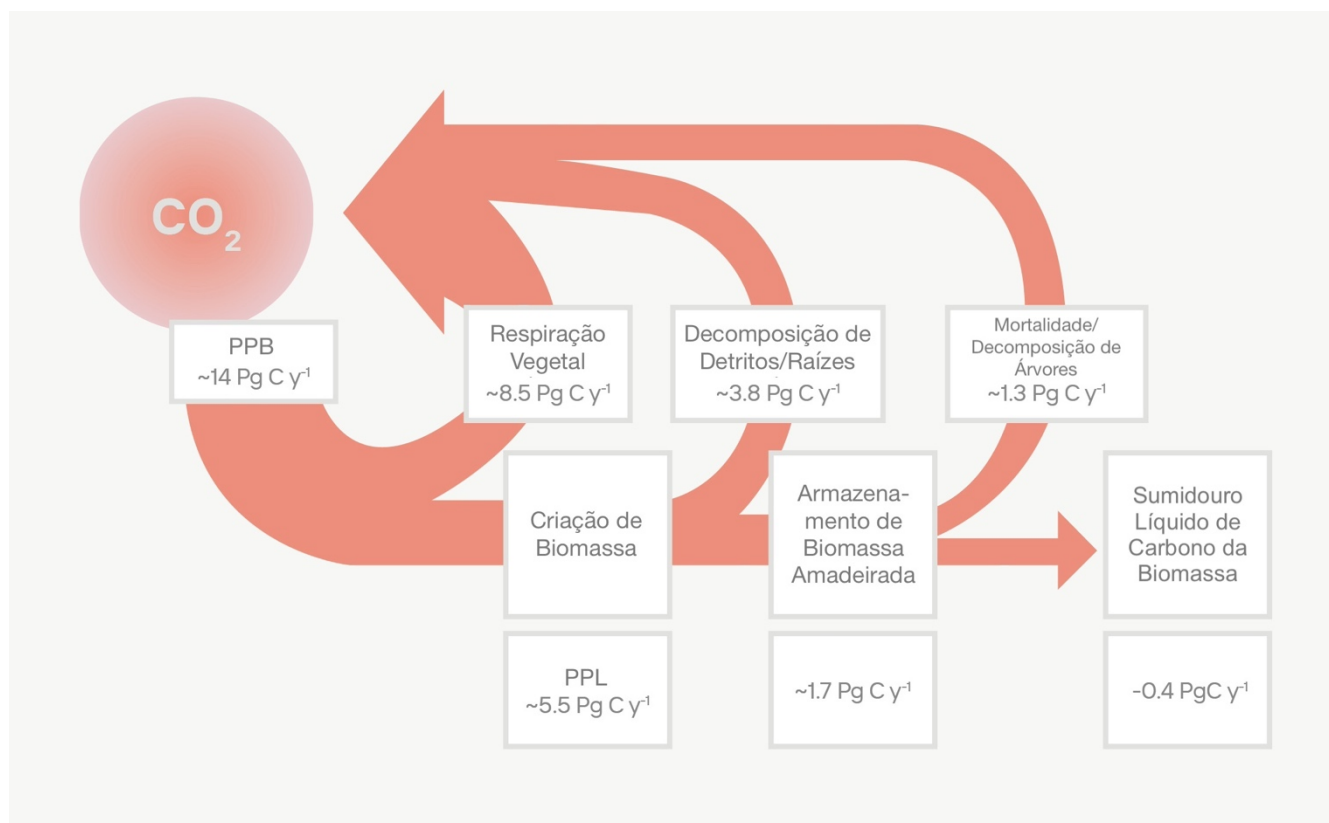 CO₂
PPB
~14 Pg C y⁻¹
Respiração
Vegetal
~8.5 Pg C y⁻¹
Decomposição de
Detritos/Raízes
~3.8 Pg C y⁻¹
Mortalidade/
Decomposição de
Árvores
~1.3 Pg C y⁻¹
Criação de
Biomassa
Armazena-
mento de
Biomassa
Amadeirada
Sumidouro
Líquido de
Carbono da
Biomassa
PPL
~5.5 Pg C y⁻¹
~1.7 Pg C y⁻¹
-0.4 PgC y⁻¹